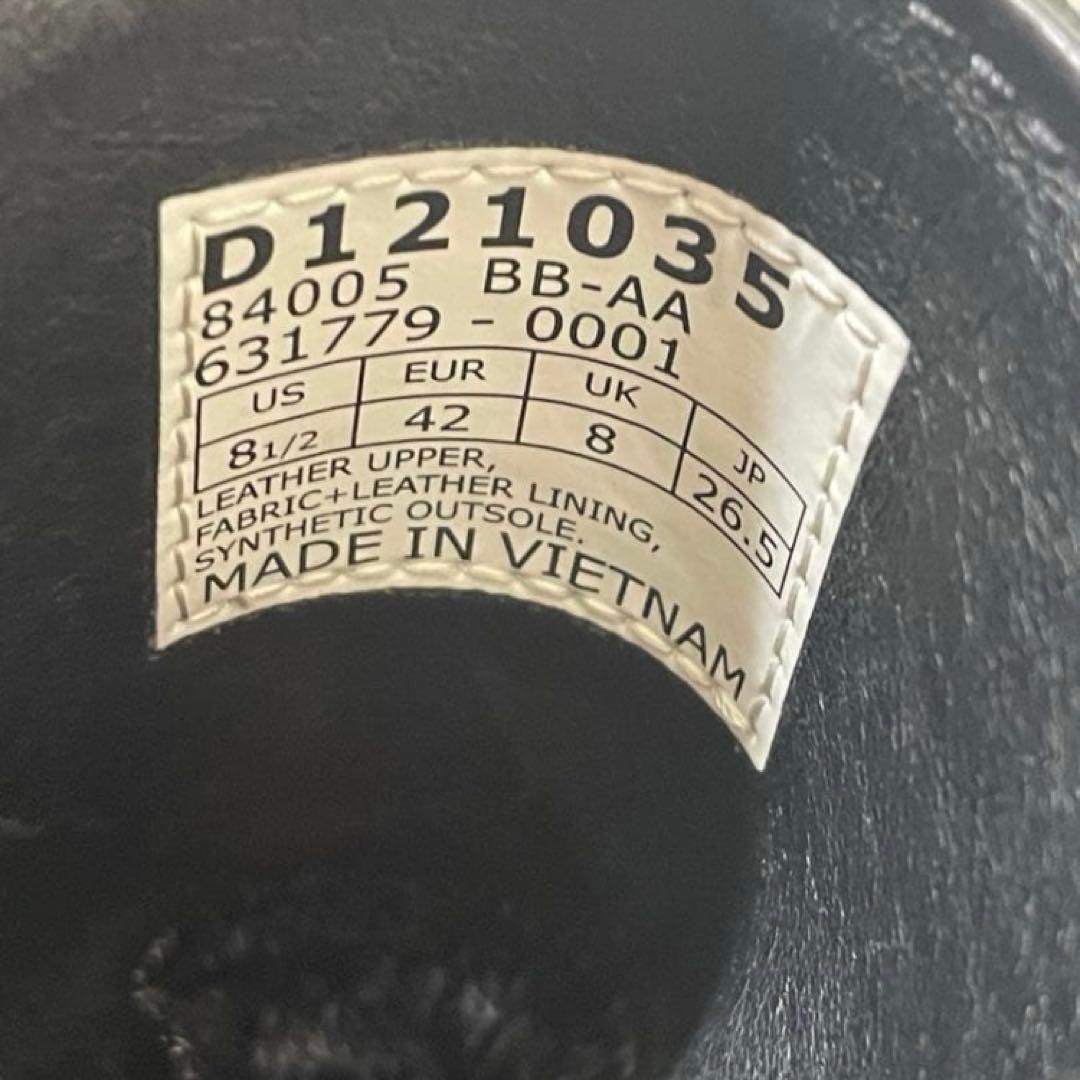 D121035
84005 BB-AA
631779 - 0001
US EUR UK JP
8 1/2 42 8 26.5
LEATHER UPPER,
FABRIC+LEATHER LINING,
SYNTHETIC OUTSOLE.
MADE IN VIETNAM